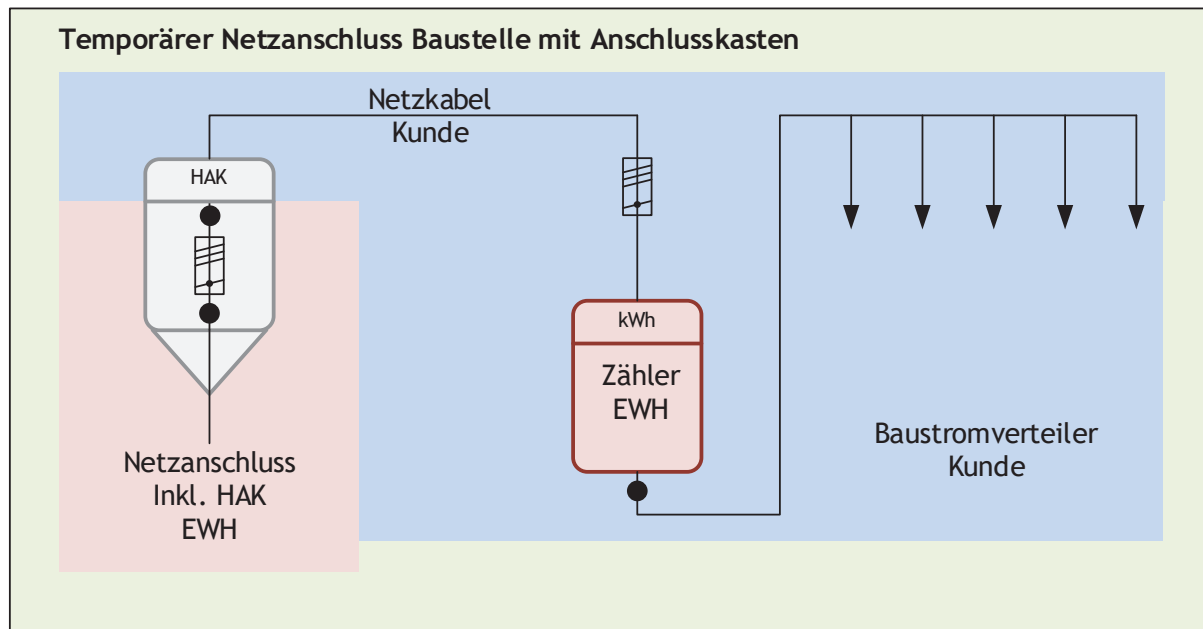 Temporärer Netzanschluss Baustelle mit Anschlusskasten
Netzkabel
Kunde
HAK
kWh
Zähler
EWH
Netzanschluss
Inkl. HAK
EWH
Baustromverteiler
Kunde